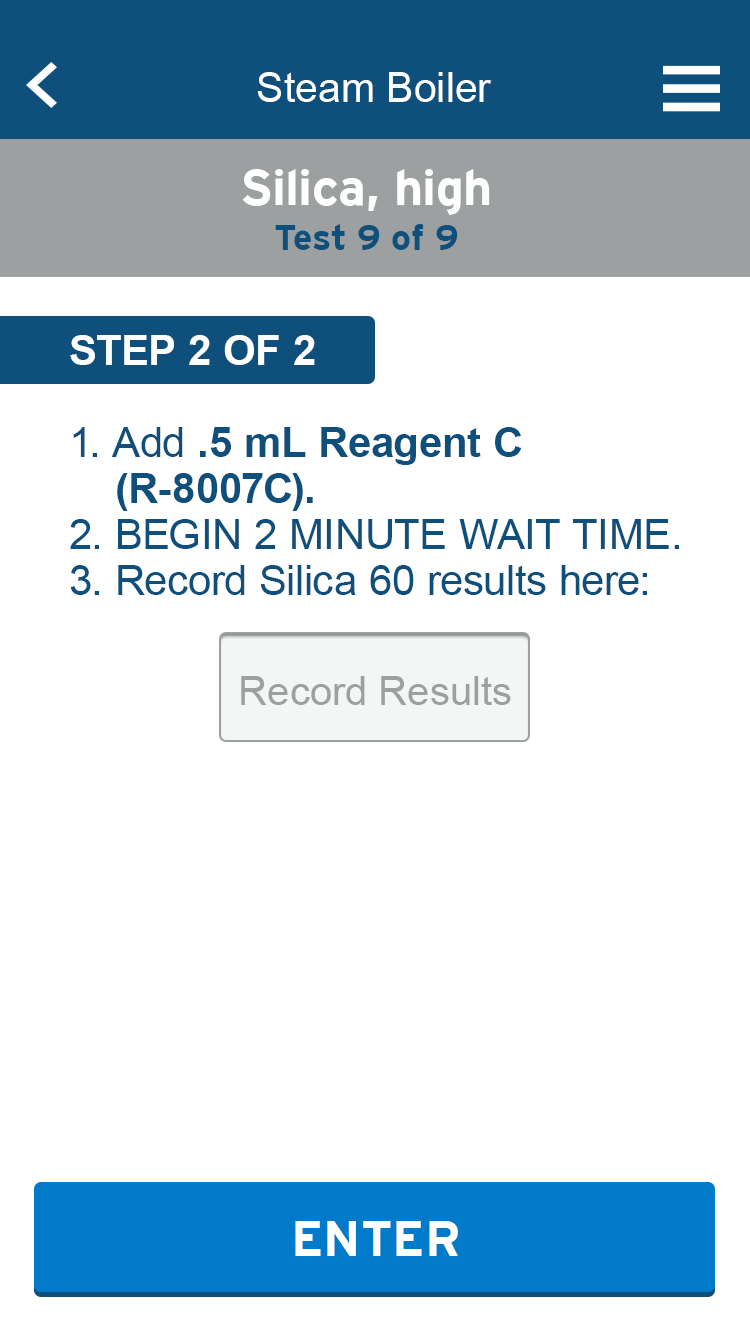 Steam Boiler
Silica, high
Test 9 of 9
STEP 2 OF 2
1. Add .5 mL Reagent C
(R-8007C).
2. BEGIN 2 MINUTE WAIT TIME.
3. Record Silica 60 results here:
Record Results
ENTER